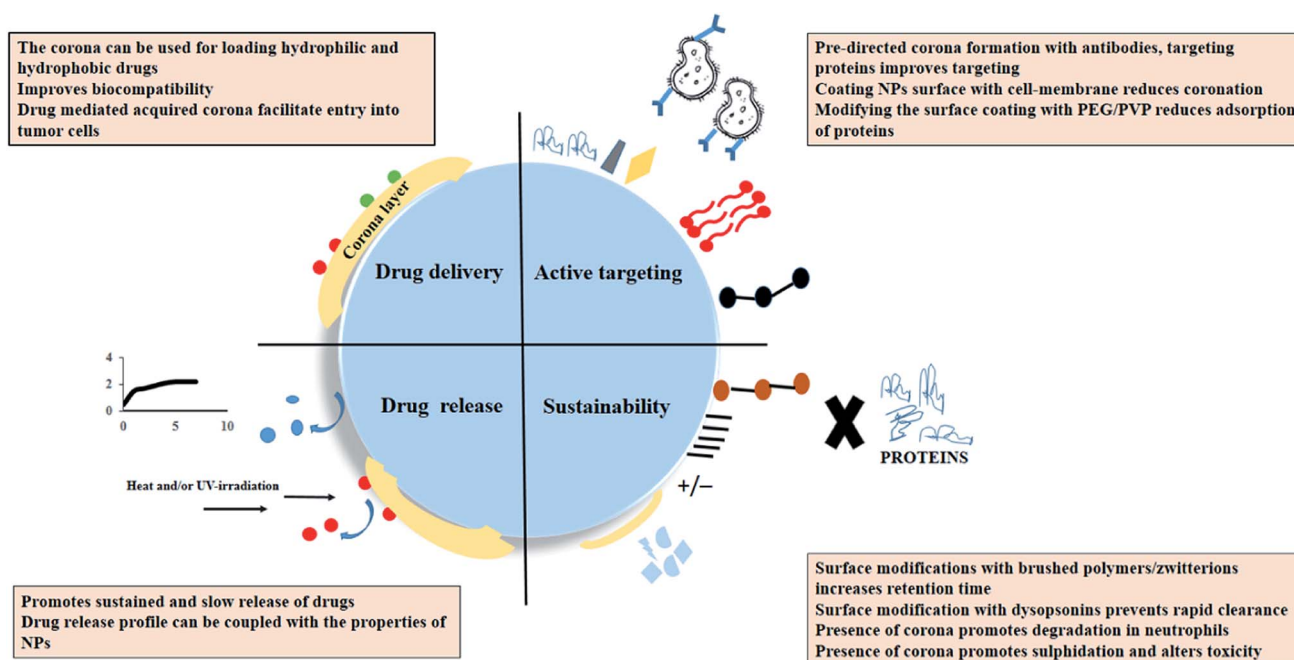 The corona can be used for loading hydrophilic and
hydrophobic drugs
Improves biocompatibility
Drug mediated acquired corona facilitate entry into
tumor cells
Pre-directed corona formation with antibodies, targeting
proteins improves targeting
Coating NPs surface with cell-membrane reduces coronation
Modifying the surface coating with PEG/PVP reduces adsorption
of proteins
Corona layer
Drug delivery
Active targeting
4
2
0
0
5
10
Drug release
Sustainability
PROTEINS
+/–
Heat and/or UV-irradiation
Promotes sustained and slow release of drugs
Drug release profile can be coupled with the properties of
NPs
Surface modifications with brushed polymers/zwitterions
increases retention time
Surface modification with dysopsonins prevents rapid clearance
Presence of corona promotes degradation in neutrophils
Presence of corona promotes sulphidation and alters toxicity